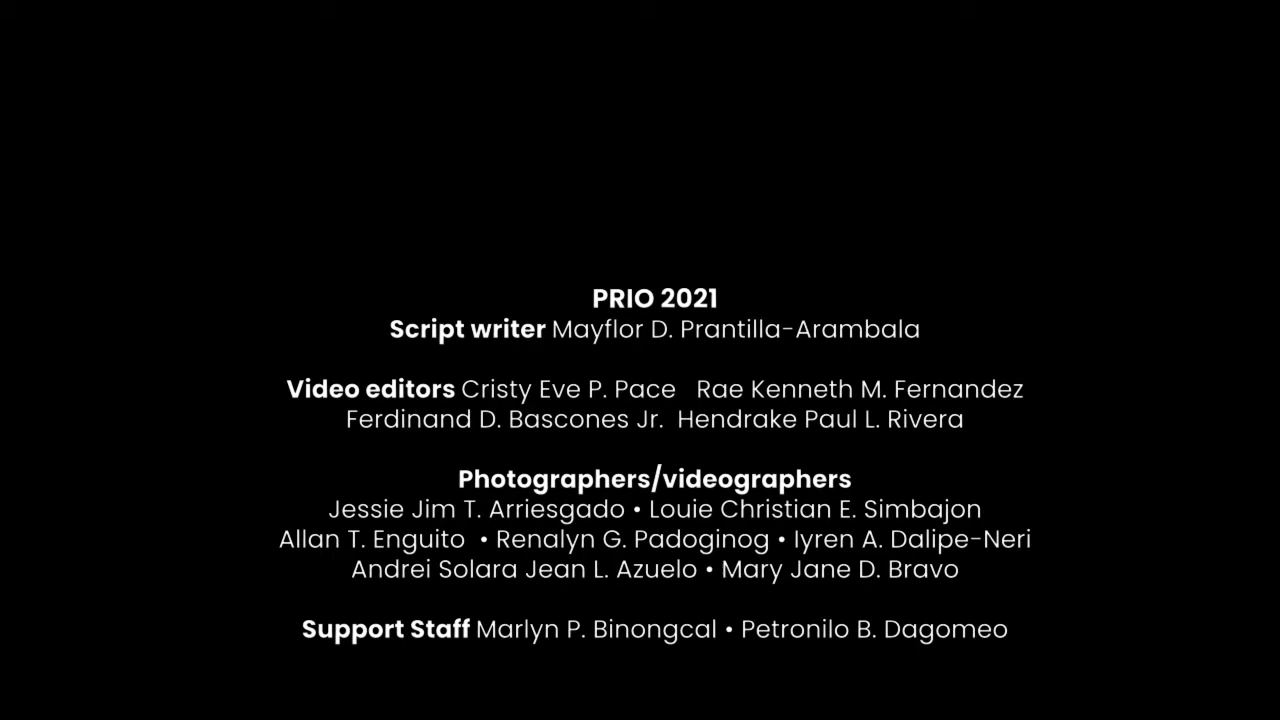 PRIO 2021
Script writer Mayflor D. Prantilla-Arambala
Video editors Cristy Eve P. Pace   Rae Kenneth M. Fernandez
Ferdinand D. Bascones Jr.  Hendrake Paul L. Rivera
Photographers/videographers
Jessie Jim T. Arriesgado • Louie Christian E. Simbajon
Allan T. Enguito  • Renalyn G. Padoginog • Iyren A. Dalipe-Neri
Andrei Solara Jean L. Azuelo • Mary Jane D. Bravo
Support Staff Marlyn P. Binongcal • Petronilo B. Dagomeo